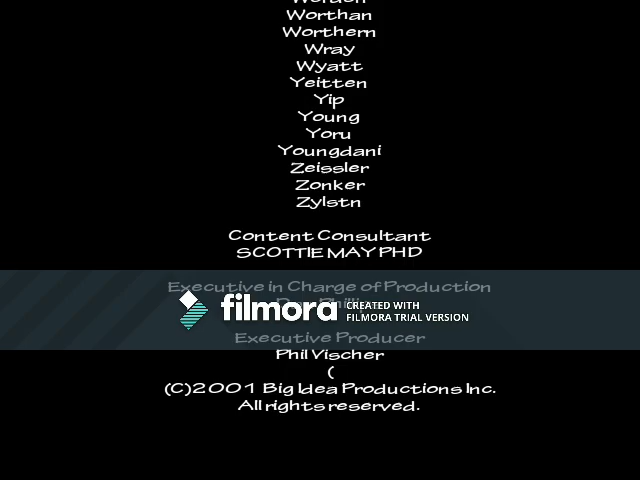 Worthan
Worthern
Wray
Wyatt
Yeitten
Yip
Young
Yoru
Youngdani
Zeissler
Zonker
Zylstn
Content Consultant
SCOTTIE MAY PHD
Executive in Charge of Production
filmora
CREATED WITH
FILMORA TRIAL VERSION
Executive Producer
Phil Vischer
(
(C)2001 Big Idea Productions Inc.
All rights reserved.